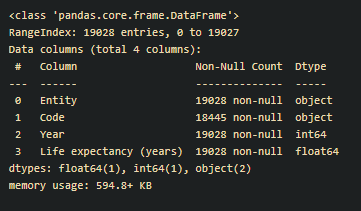 <class 'pandas.core.frame.DataFrame'>
RangeIndex: 19028 entries, 0 to 19027
Data columns (total 4 columns):
 #   Column                   Non-Null Count  Dtype
---  ------                   --------------  -----
 0   Entity                   19028 non-null  object
 1   Code                     18445 non-null  object
 2   Year                     19028 non-null  int64
 3   Life expectancy (years)  19028 non-null  float64
dtypes: float64(1), int64(1), object(2)
memory usage: 594.8+ KB